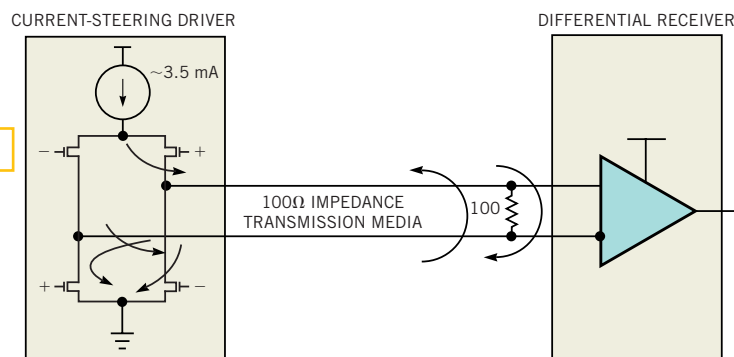 CURRENT-STEERING DRIVER
DIFFERENTIAL RECEIVER
~3.5 mA
− +
100Ω IMPEDANCE
TRANSMISSION MEDIA
100
+ −